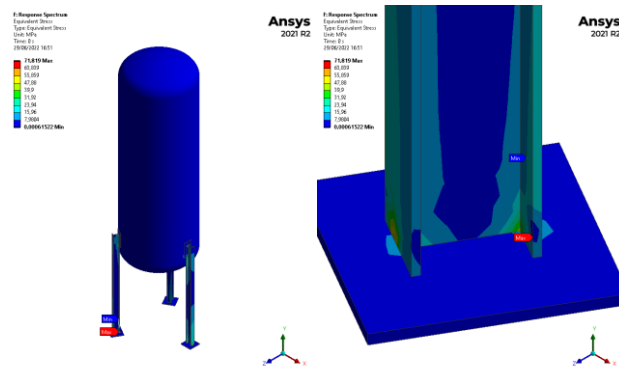 F: Response Spectrum
Equivalent Stress
Type: Equivalent Stress
Unit: MPa
Time: 0 s
29/08/2022 16:51
71,819 Max
63,839
55,859
47,88
39,9
31,92
23,94
15,96
7,9804
0,00061522 Min
Ansys
2021 R2
Min
Max
Y
Z
X
F: Response Spectrum
Equivalent Stress
Type: Equivalent Stress
Unit: MPa
Time: 0 s
29/08/2022 16:51
71,819 Max
63,839
55,859
47,88
39,9
31,92
23,94
15,96
7,9804
0,00061522 Min
Ansys
2021 R2
Min
Max
Y
Z
X